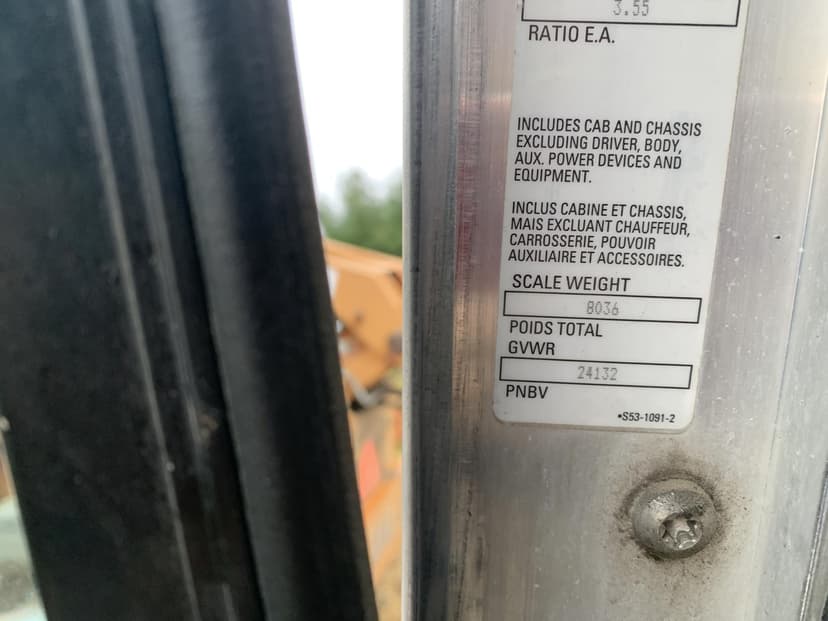 3.55
RATIO E.A.
INCLUDES CAB AND CHASSIS
EXCLUDING DRIVER, BODY,
AUX. POWER DEVICES AND
EQUIPMENT.
INCLUS CABINE ET CHASSIS,
MAIS EXCLUANT CHAUFFEUR,
CARROSSERIE, POUVOIR
AUXILIAIRE ET ACCESSOIRES.
SCALE WEIGHT
8036
POIDS TOTAL
GVWR
24132
PNBV
•S53-1091-2